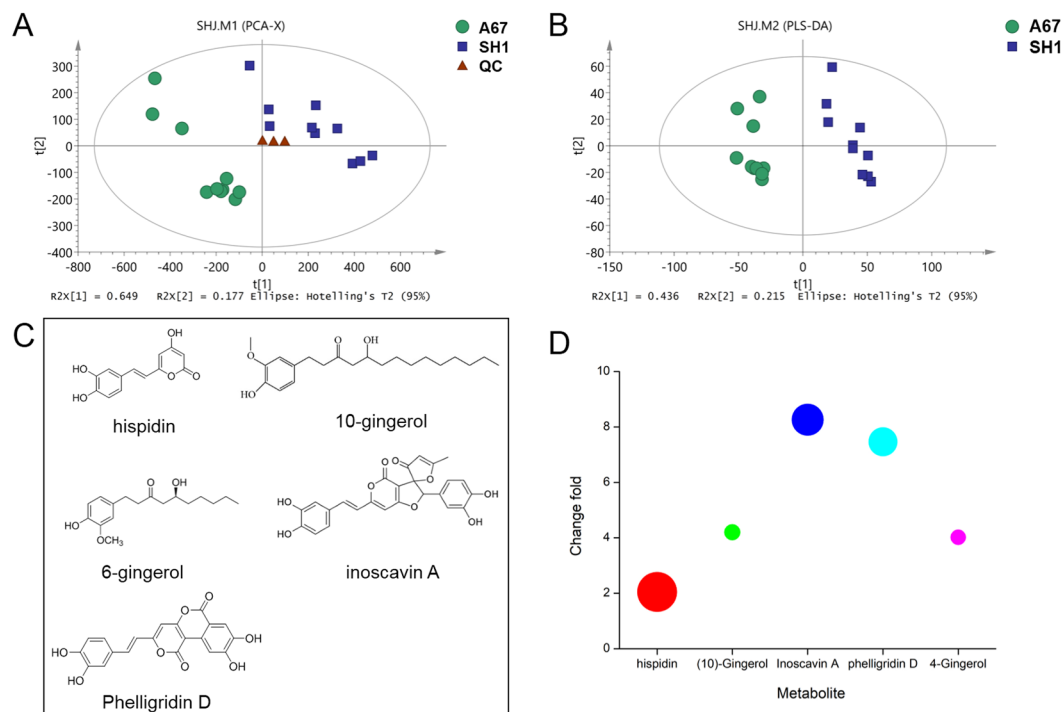 A
SHJ.M1 (PCA-X)
A67
SH1
QC
t[2]
300
200
100
0
-100
-200
-300
-400
-800 -600 -400 -200 0 200 400 600
t[1]
R2X[1] = 0.649 R2X[2] = 0.177 Ellipse: Hotelling's T2 (95%)
B
SHJ.M2 (PLS-DA)
A67
SH1
t[2]
60
40
20
0
-20
-40
-60
-80
-150 -100 -50 0 50 100 150
t[1]
R2X[1] = 0.436 R2X[2] = 0.215 Ellipse: Hotelling's T2 (95%)
C
OH
HO
HO
O
O
hispidin
O
O
OH
HO
10-gingerol
O
OH
HO
OCH3
6-gingerol
O
O
O
O
O
OH
HO
HO
HO
inoscavin A
O
O
HO
HO
O
O
OH
OH
Phelligridin D
D
Change fold
10
8
6
4
2
0
hispidin (10)-Gingerol Inoscavin A phelligridin D 4-Gingerol
Metabolite